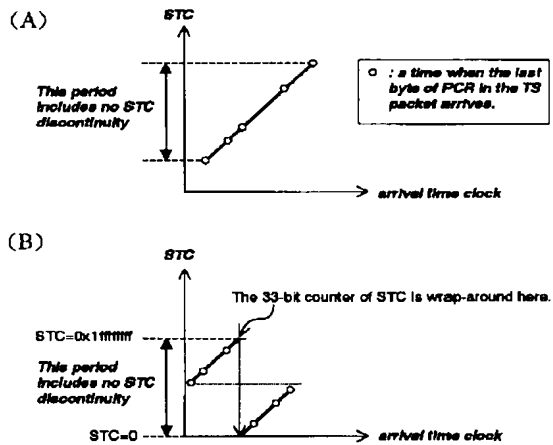 (A)
STC
This period
includes no STC
discontinuity
: a time when the last
byte of PCR in the TS
packet arrives.
arrival time clock
(B)
STC
The 33-bit counter of STC is wrap-around here.
STC=0x1ffffffff
This period
includes no STC
discontinuity
STC=0
arrival time clock